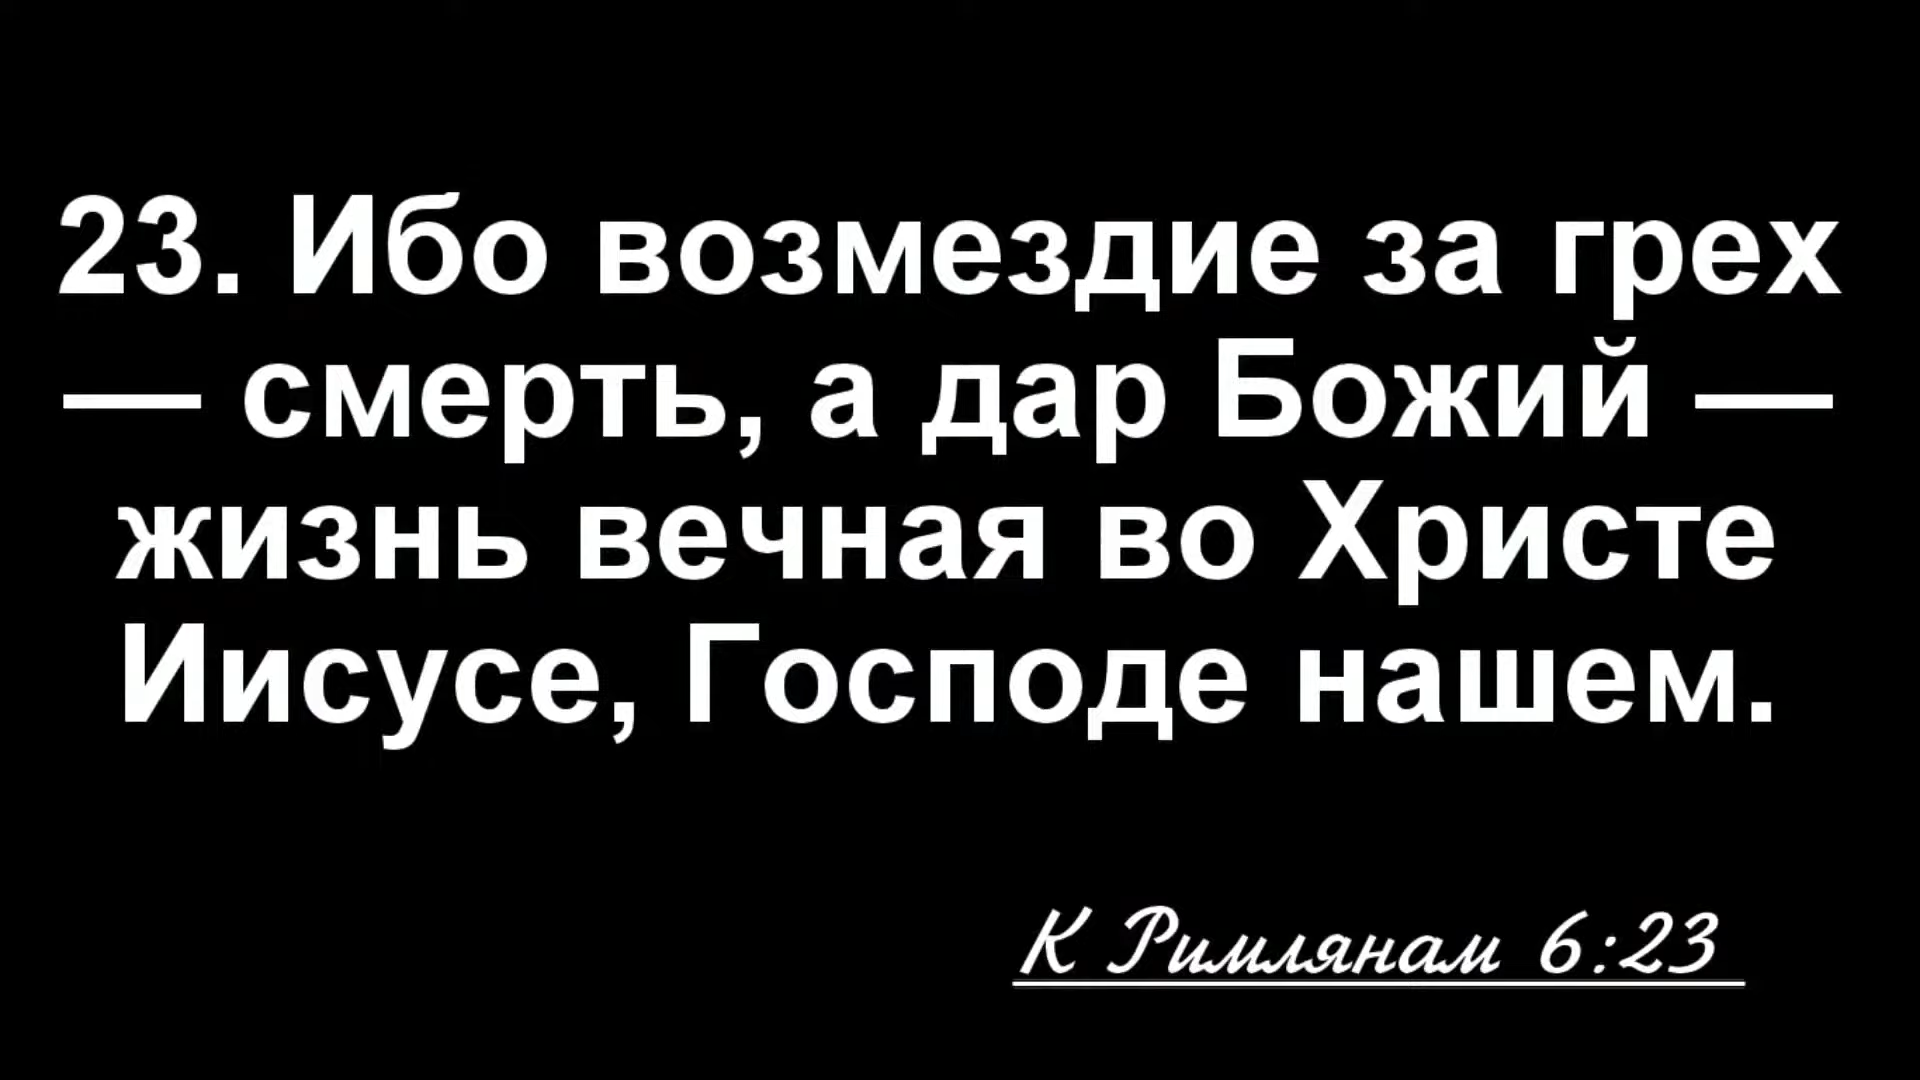 23. Ибо возмездие за грех
— смерть, а дар Божий —
жизнь вечная во Христе
Иисусе, Господе нашем.
К Римлянам 6:23